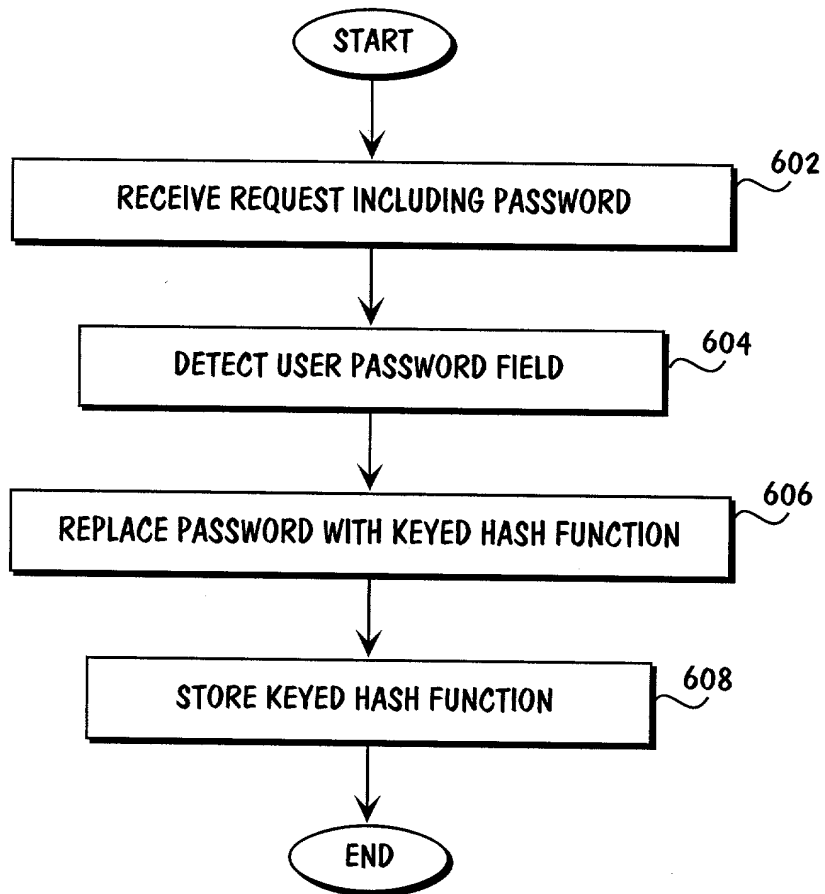 START
602
RECEIVE REQUEST INCLUDING PASSWORD
604
DETECT USER PASSWORD FIELD
606
REPLACE PASSWORD WITH KEYED HASH FUNCTION
608
STORE KEYED HASH FUNCTION
END